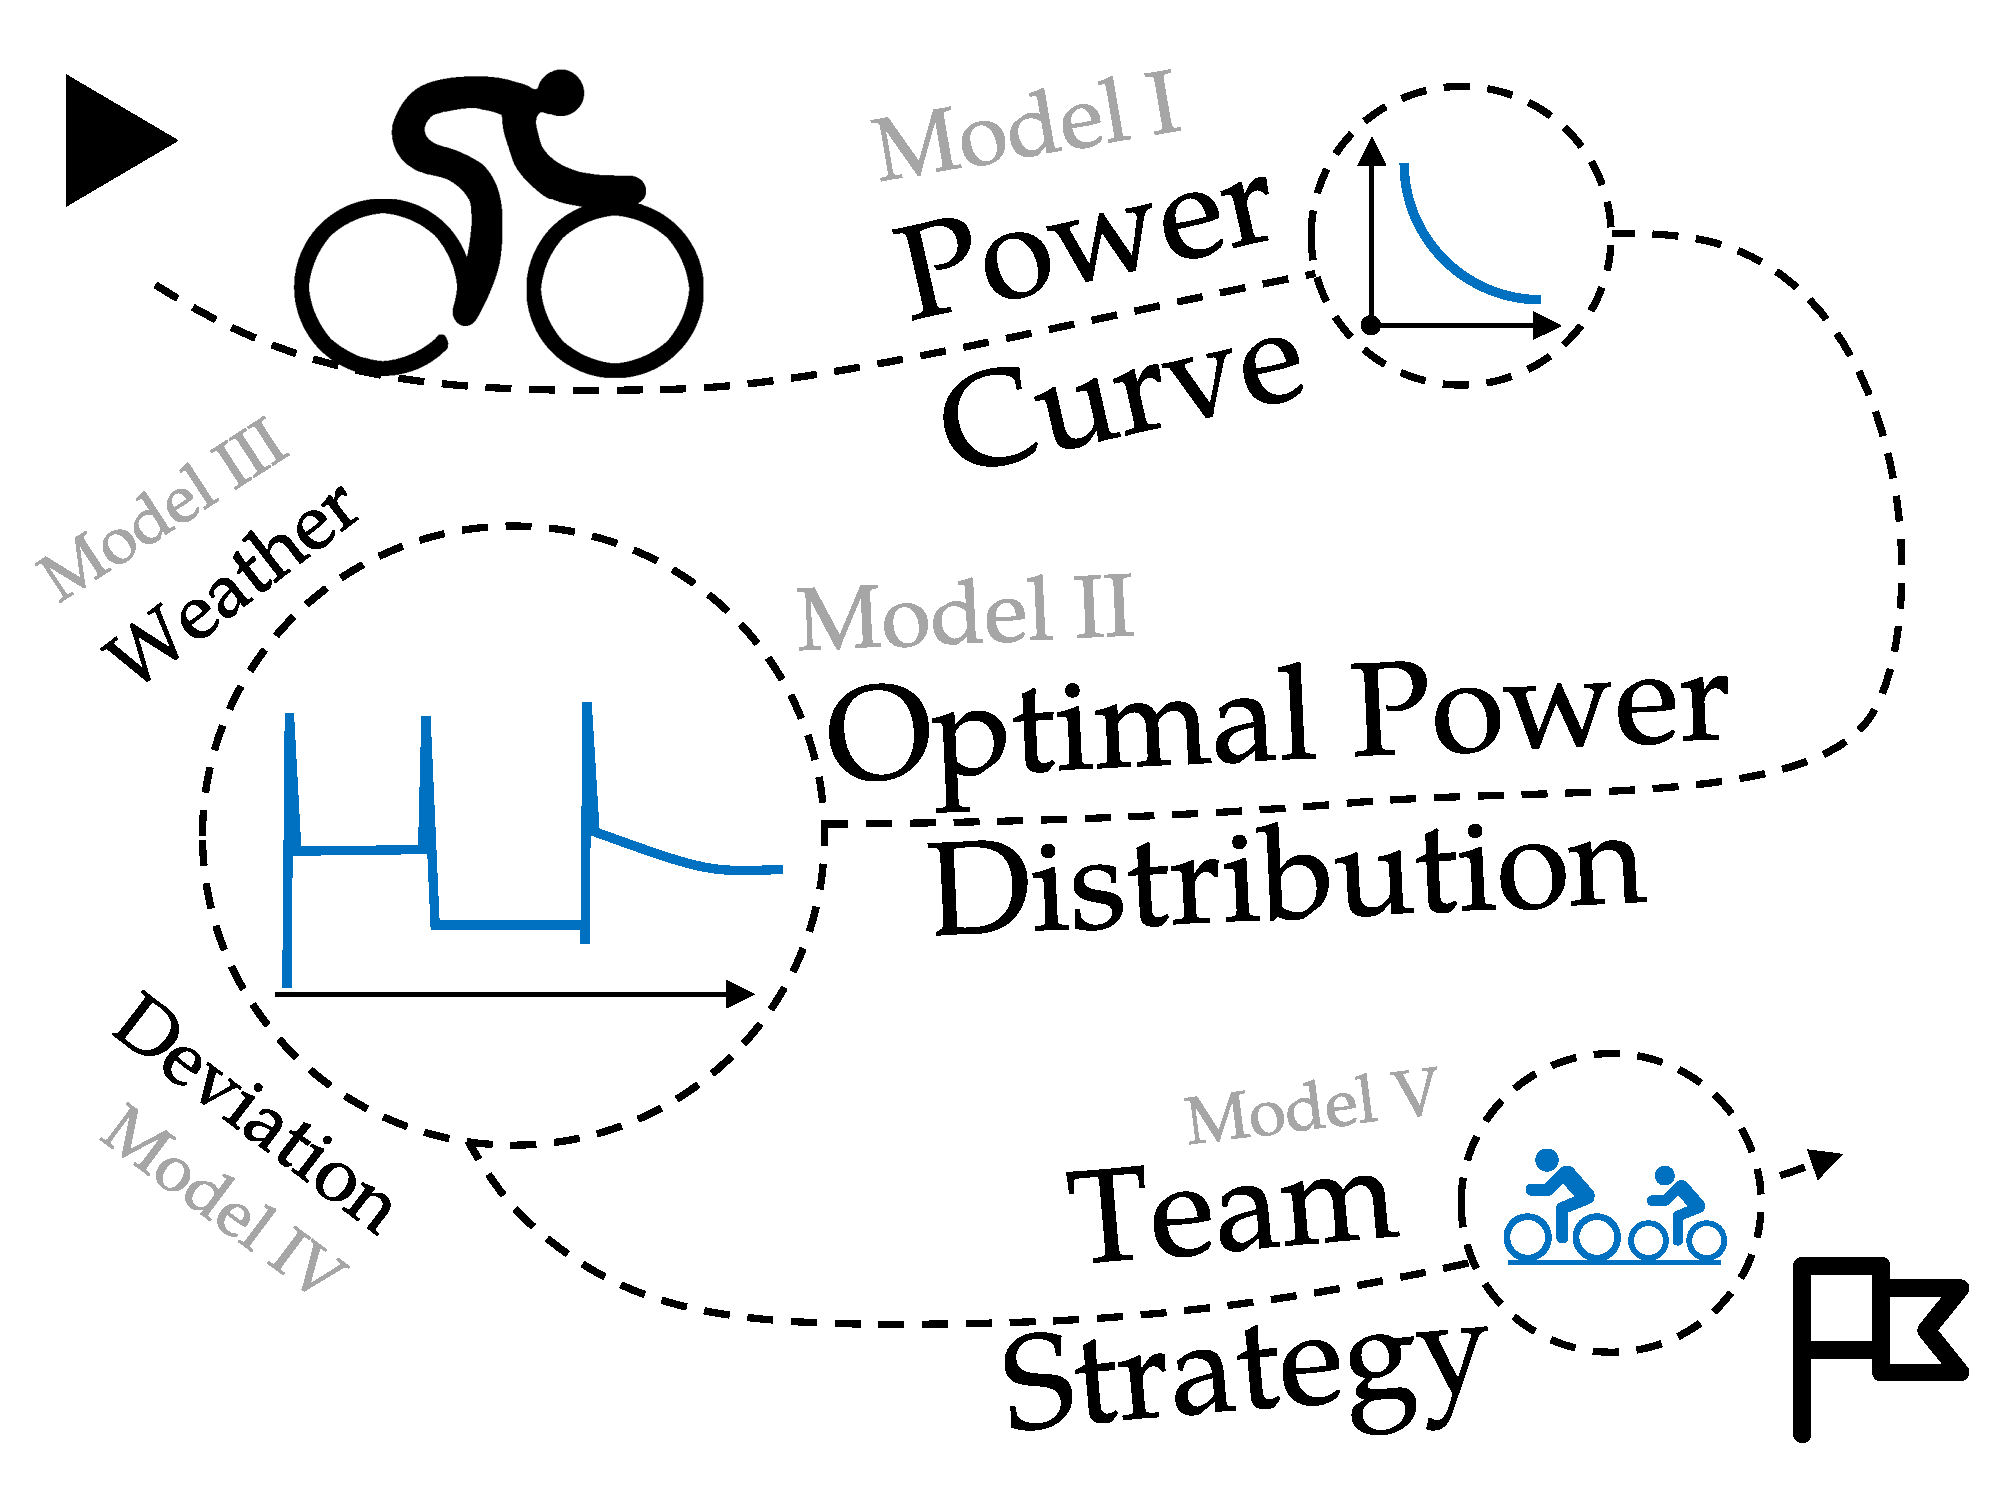 Model I
Power
Curve
Model III
Weather
Model II
Optimal Power
Distribution
Deviation
Model IV
Model V
Team
Strategy